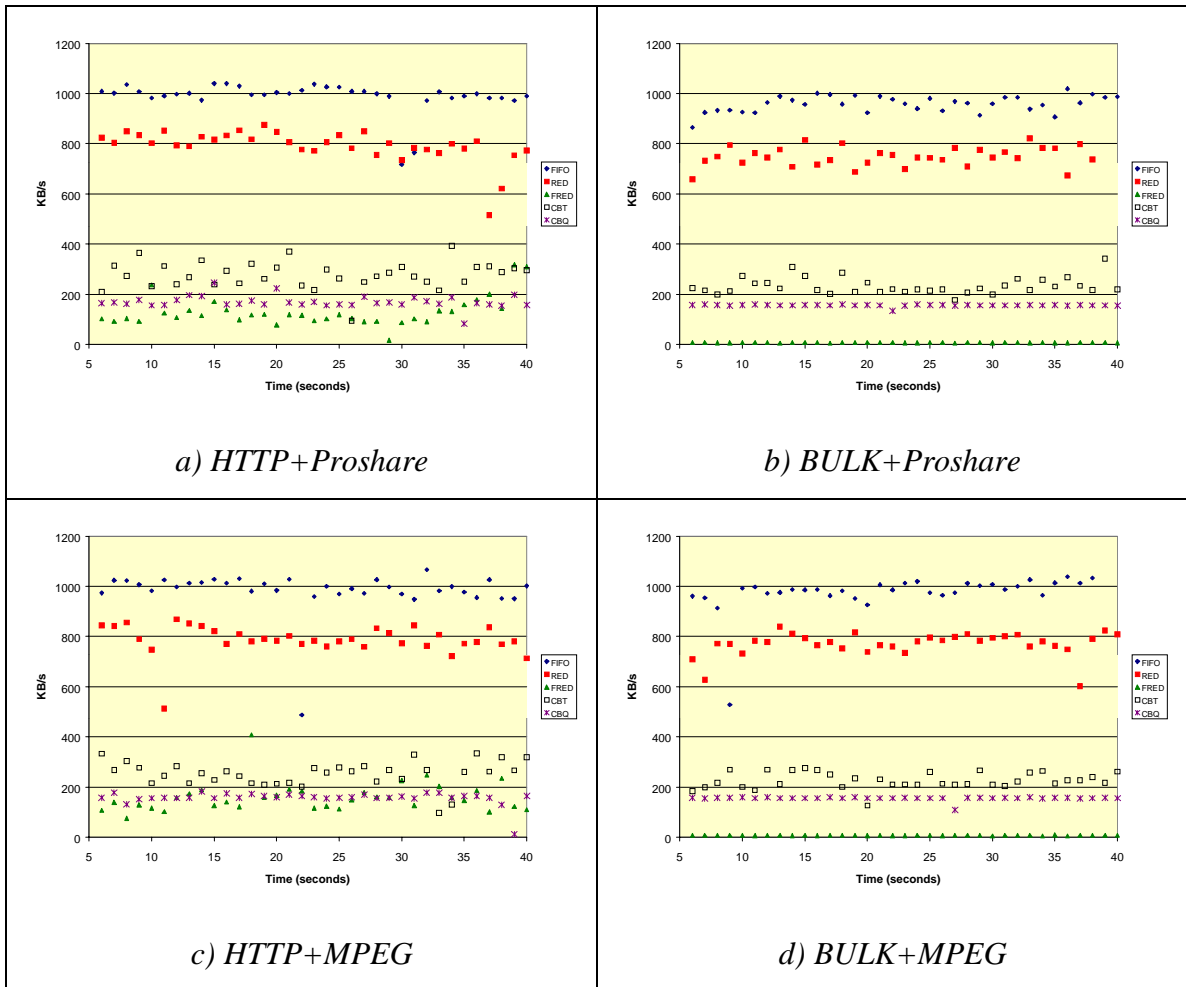 1200
1000
800
600
400
200
0
KB/s
5 10 15 20 25 30 35 40
Time (seconds)
FIFO
RED
FRED
CBT
CBQ
a) HTTP+Proshare
1200
1000
800
600
400
200
0
KB/s
5 10 15 20 25 30 35 40
Time (seconds)
FIFO
RED
FRED
CBT
CBQ
b) BULK+Proshare
1200
1000
800
600
400
200
0
KB/s
5 10 15 20 25 30 35 40
Time (seconds)
FIFO
RED
FRED
CBT
CBQ
c) HTTP+MPEG
1200
1000
800
600
400
200
0
KB/s
5 10 15 20 25 30 35 40
Time (seconds)
FIFO
RED
FRED
CBT
CBQ
d) BULK+MPEG